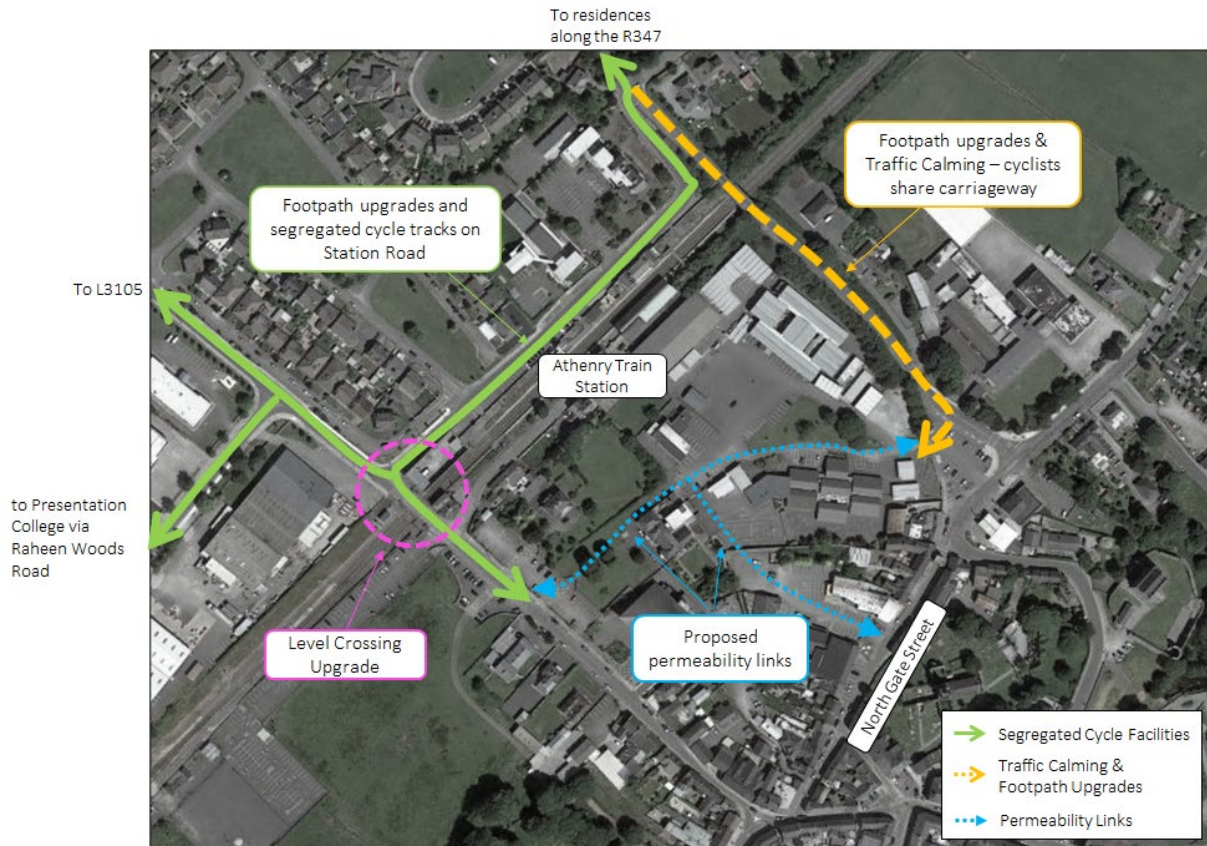 To residences
along the R347
Footpath upgrades &
Traffic Calming – cyclists
share carriageway
Footpath upgrades and
segregated cycle tracks on
Station Road
To L3105
Athenry Train
Station
to Presentation
College via
Raheen Woods
Road
Level Crossing
Upgrade
Proposed
permeability links
North Gate Street
Segregated Cycle Facilities
Traffic Calming &
Footpath Upgrades
Permeability Links